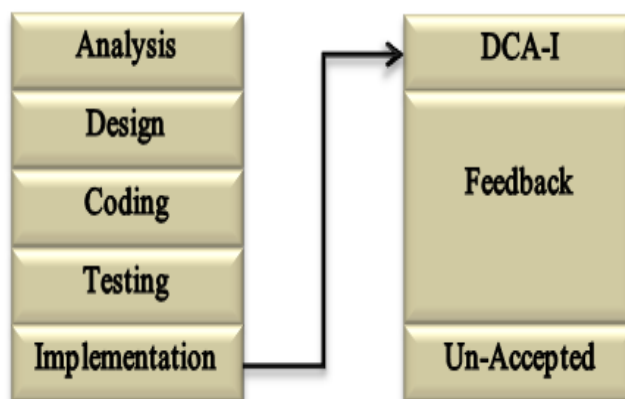 Analysis
Design
Coding
Testing
Implementation
DCA-I
Feedback
Un-Accepted